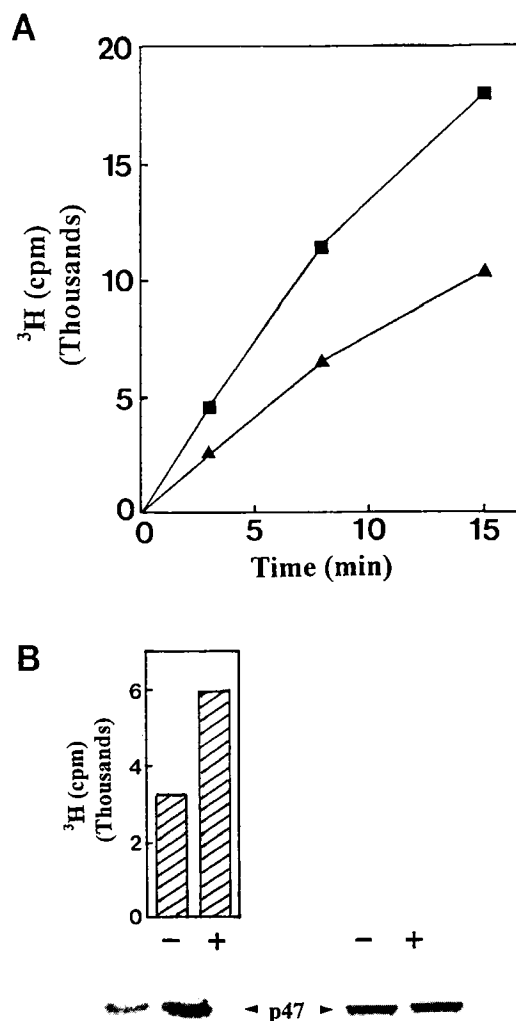 A
20
15
10
5
0
³H (cpm)
(Thousands)
0 5 10 15
Time (min)
B
6
4
2
0
³H (cpm)
(Thousands)
− + − +
◄ p47 ►